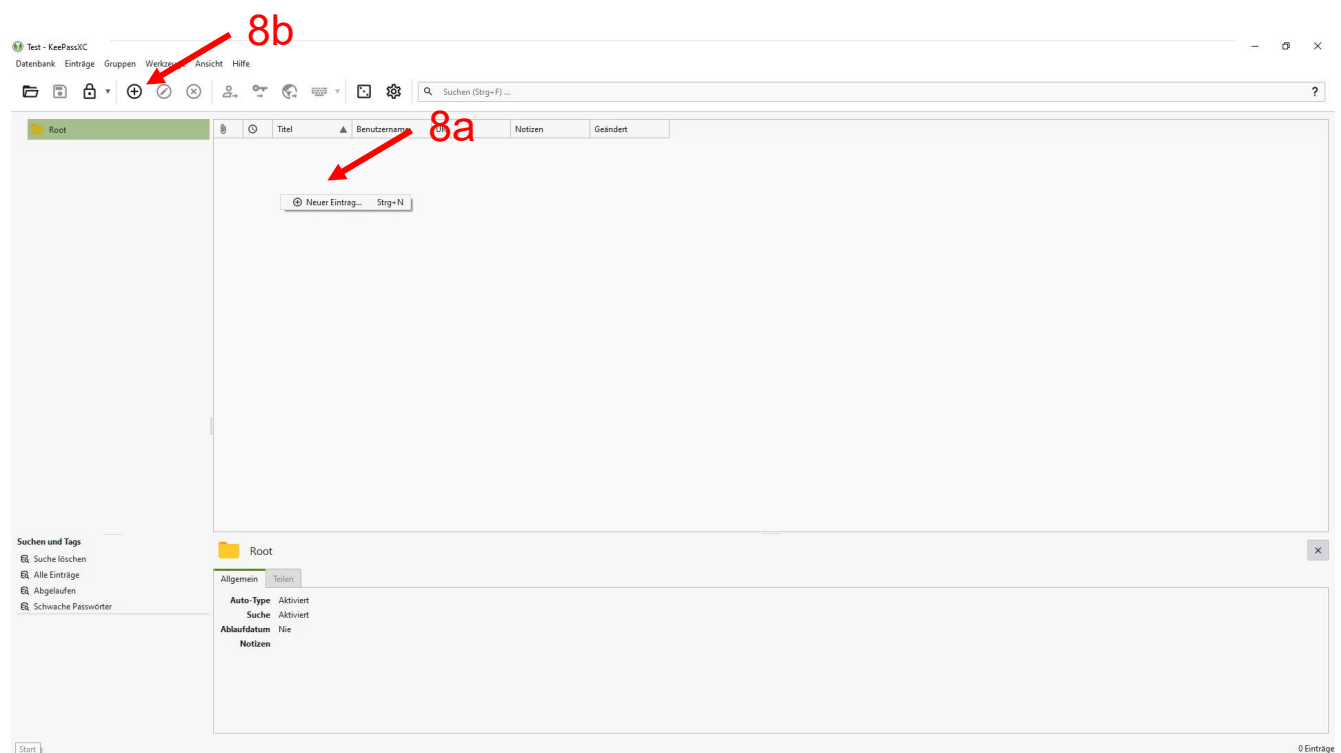 8b
Test - KeePassXC
Datenbank Einträge Gruppen Werkzeuge Ansicht Hilfe
Suchen (Strg+F) ...
?
Root
Titel Benutzername Notizen Geändert
8a
Neuer Eintrag... Strg+N
Suchen und Tags
Suche löschen
Alle Einträge
Abgelaufen
Schwache Passwörter
Root
Allgemein Teilen
Auto-Type Aktiviert
Suche Aktiviert
Ablaufdatum Nie
Notizen
Start
0 Einträge